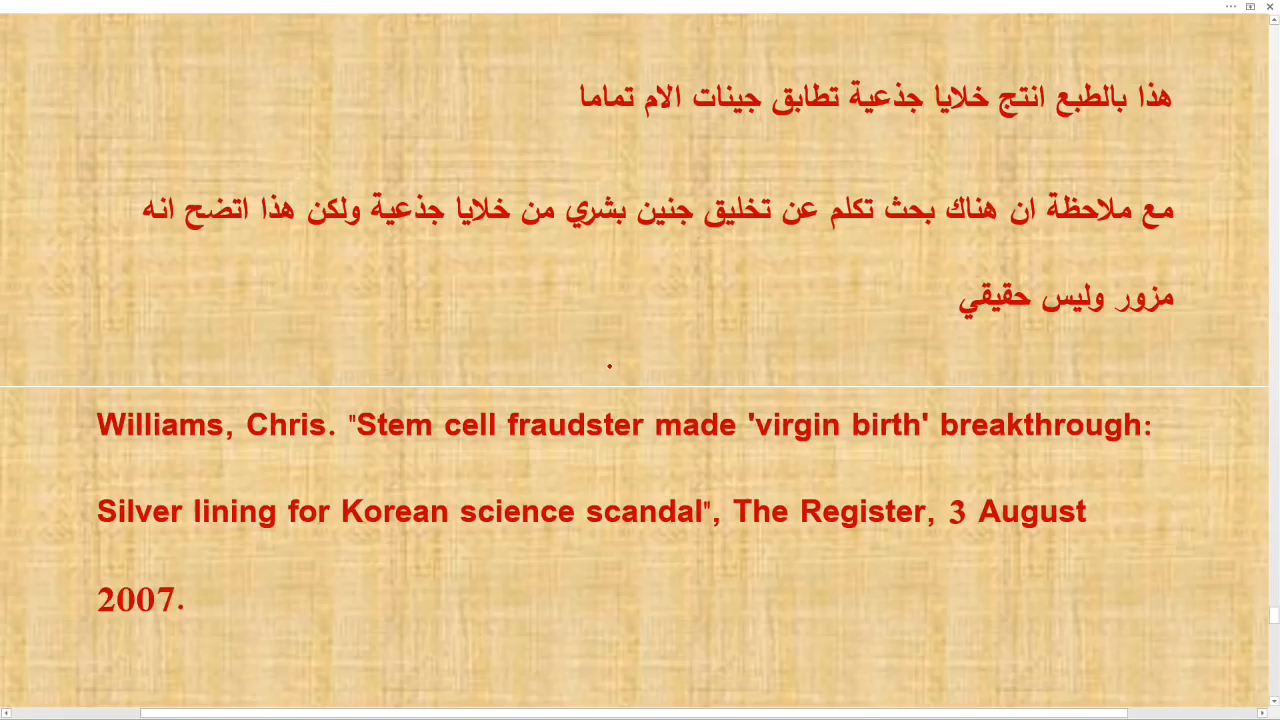 هذا بالطبع انتج خلايا جذعية تطابق جينات الام تماما
مع ملاحظة ان هناك بحث تكلم عن تخليق جنين بشري من خلايا جذعية ولكن هذا اتضح انه
مزور وليس حقيقي
.
Williams, Chris. "Stem cell fraudster made 'virgin birth' breakthrough:
Silver lining for Korean science scandal", The Register, 3 August
2007.